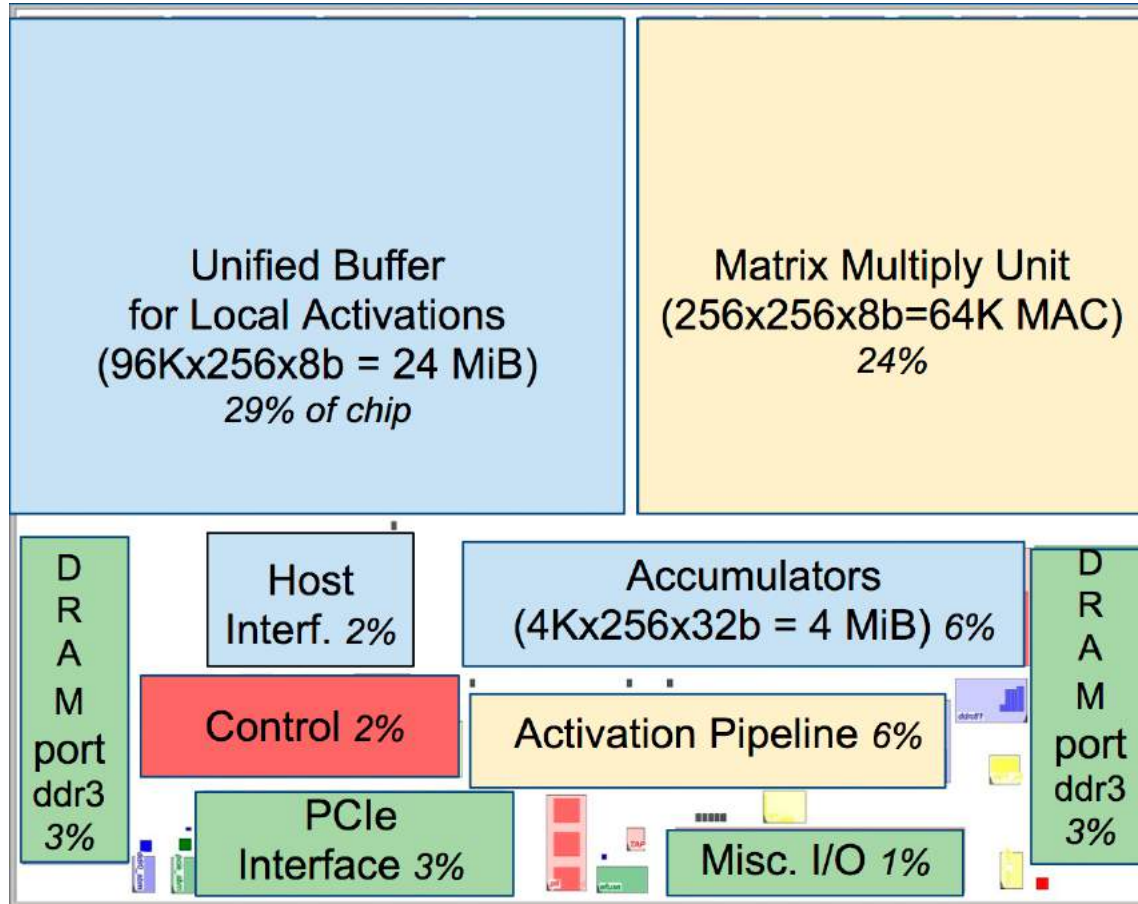 Unified Buffer
for Local Activations
(96Kx256x8b = 24 MiB)
29% of chip
Matrix Multiply Unit
(256x256x8b=64K MAC)
24%
D
R
A
M
port
ddr3
3%
Host
Interf. 2%
Accumulators
(4Kx256x32b = 4 MiB) 6%
D
R
A
M
port
ddr3
3%
Control 2%
Activation Pipeline 6%
PCIe
Interface 3%
TAP
Misc. I/O 1%